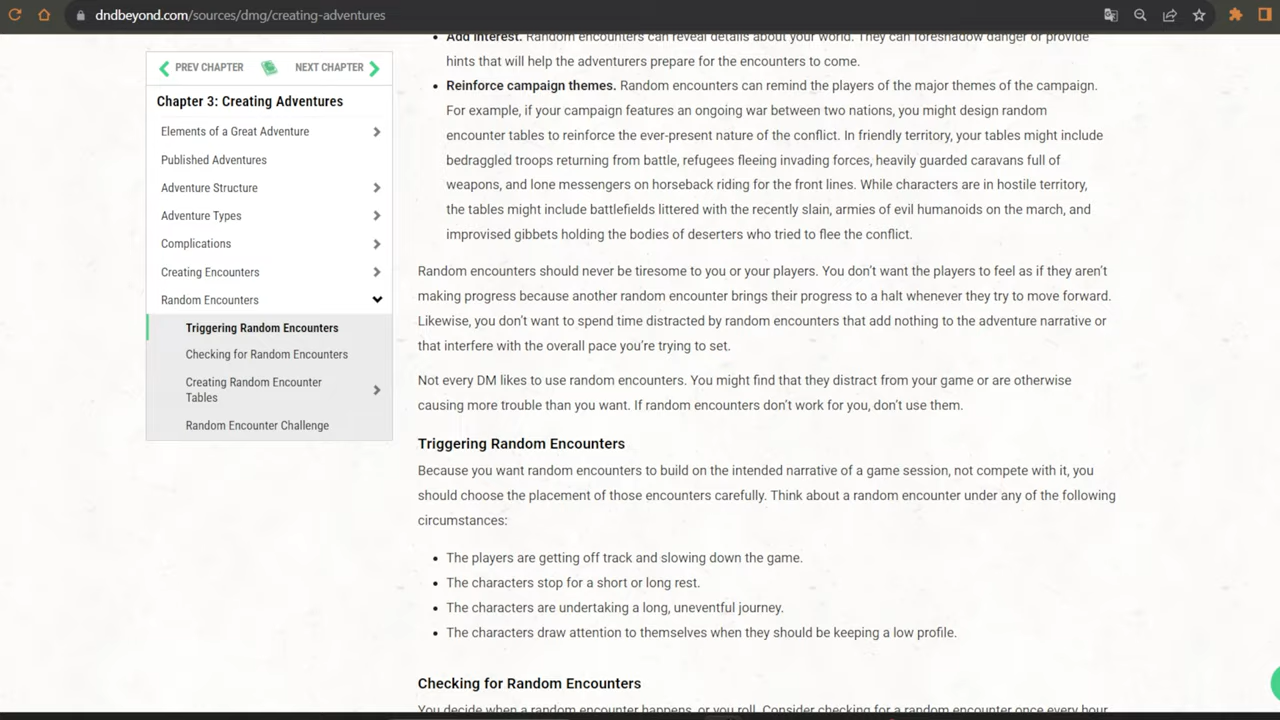 dndbeyond.com/sources/dmg/creating-adventures
PREV CHAPTER
NEXT CHAPTER
Chapter 3: Creating Adventures
Elements of a Great Adventure
Published Adventures
Adventure Structure
Adventure Types
Complications
Creating Encounters
Random Encounters
Triggering Random Encounters
Checking for Random Encounters
Creating Random Encounter
Tables
Random Encounter Challenge
Add interest. Random encounters can reveal details about your world. They can foreshadow danger or provide
hints that will help the adventurers prepare for the encounters to come.
Reinforce campaign themes. Random encounters can remind the players of the major themes of the campaign.
For example, if your campaign features an ongoing war between two nations, you might design random
encounter tables to reinforce the ever-present nature of the conflict. In friendly territory, your tables might include
bedraggled troops returning from battle, refugees fleeing invading forces, heavily guarded caravans full of
weapons, and lone messengers on horseback riding for the front lines. While characters are in hostile territory,
the tables might include battlefields littered with the recently slain, armies of evil humanoids on the march, and
improvised gibbets holding the bodies of deserters who tried to flee the conflict.
Random encounters should never be tiresome to you or your players. You don’t want the players to feel as if they aren’t
making progress because another random encounter brings their progress to a halt whenever they try to move forward.
Likewise, you don’t want to spend time distracted by random encounters that add nothing to the adventure narrative or
that interfere with the overall pace you’re trying to set.
Not every DM likes to use random encounters. You might find that they distract from your game or are otherwise
causing more trouble than you want. If random encounters don’t work for you, don’t use them.
Triggering Random Encounters
Because you want random encounters to build on the intended narrative of a game session, not compete with it, you
should choose the placement of those encounters carefully. Think about a random encounter under any of the following
circumstances:
The players are getting off track and slowing down the game.
The characters stop for a short or long rest.
The characters are undertaking a long, uneventful journey.
The characters draw attention to themselves when they should be keeping a low profile.
Checking for Random Encounters
You decide when a random encounter happens, or you roll. Consider checking for a random encounter once every hour,